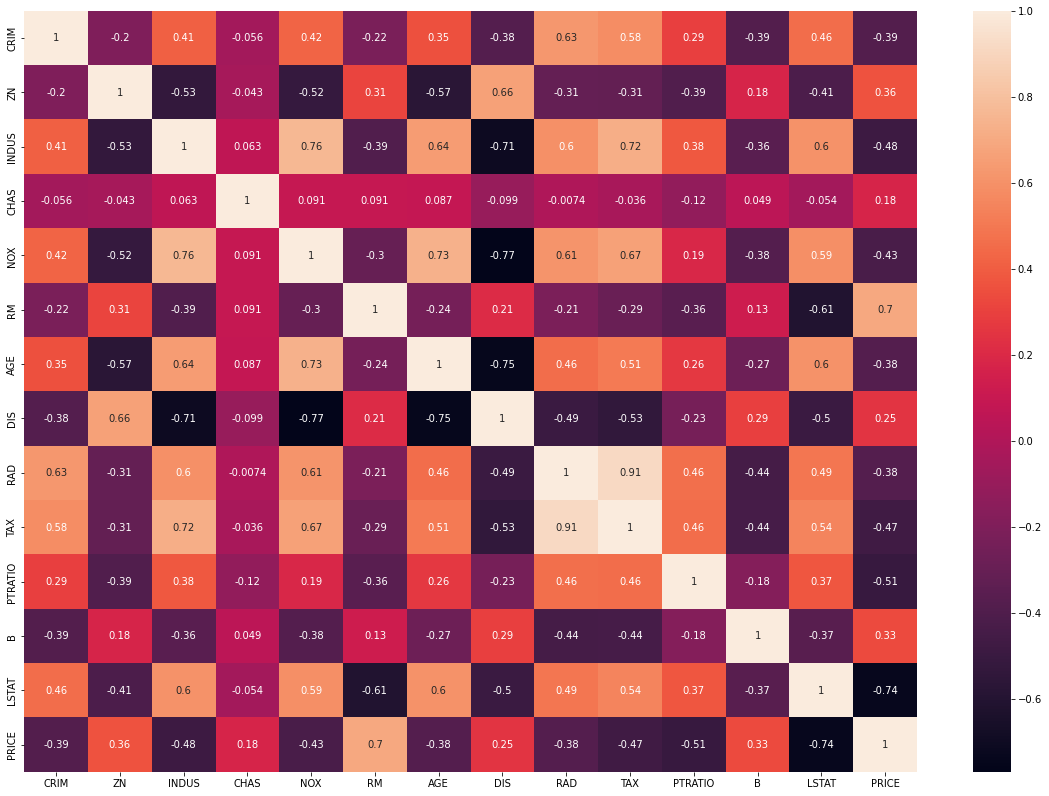 CRIM 1 -0.2 0.41 -0.056 0.42 -0.22 0.35 -0.38 0.63 0.58 0.29 -0.39 0.46 -0.39
ZN -0.2 1 -0.53 -0.043 -0.52 0.31 -0.57 0.66 -0.31 -0.31 -0.39 0.18 -0.41 0.36
INDUS 0.41 -0.53 1 0.063 0.76 -0.39 0.64 -0.71 0.6 0.72 0.38 -0.36 0.6 -0.48
CHAS -0.056 -0.043 0.063 1 0.091 0.091 0.087 -0.099 -0.0074 -0.036 -0.12 0.049 -0.054 0.18
NOX 0.42 -0.52 0.76 0.091 1 -0.3 0.73 -0.77 0.61 0.67 0.19 -0.38 0.59 -0.43
RM -0.22 0.31 -0.39 0.091 -0.3 1 -0.24 0.21 -0.21 -0.29 -0.36 0.13 -0.61 0.7
AGE 0.35 -0.57 0.64 0.087 0.73 -0.24 1 -0.75 0.46 0.51 0.26 -0.27 0.6 -0.38
DIS -0.38 0.66 -0.71 -0.099 -0.77 0.21 -0.75 1 -0.49 -0.53 -0.23 0.29 -0.5 0.25
RAD 0.63 -0.31 0.6 -0.0074 0.61 -0.21 0.46 -0.49 1 0.91 0.46 -0.44 0.49 -0.38
TAX 0.58 -0.31 0.72 -0.036 0.67 -0.29 0.51 -0.53 0.91 1 0.46 -0.44 0.54 -0.47
PTRATIO 0.29 -0.39 0.38 -0.12 0.19 -0.36 0.26 -0.23 0.46 0.46 1 -0.18 0.37 -0.51
B -0.39 0.18 -0.36 0.049 -0.38 0.13 -0.27 0.29 -0.44 -0.44 -0.18 1 -0.37 0.33
LSTAT 0.46 -0.41 0.6 -0.054 0.59 -0.61 0.6 -0.5 0.49 0.54 0.37 -0.37 1 -0.74
PRICE -0.39 0.36 -0.48 0.18 -0.43 0.7 -0.38 0.25 -0.38 -0.47 -0.51 0.33 -0.74 1
CRIM ZN INDUS CHAS NOX RM AGE DIS RAD TAX PTRATIO B LSTAT PRICE
1.0
0.8
0.6
0.4
0.2
0.0
−0.2
−0.4
−0.6